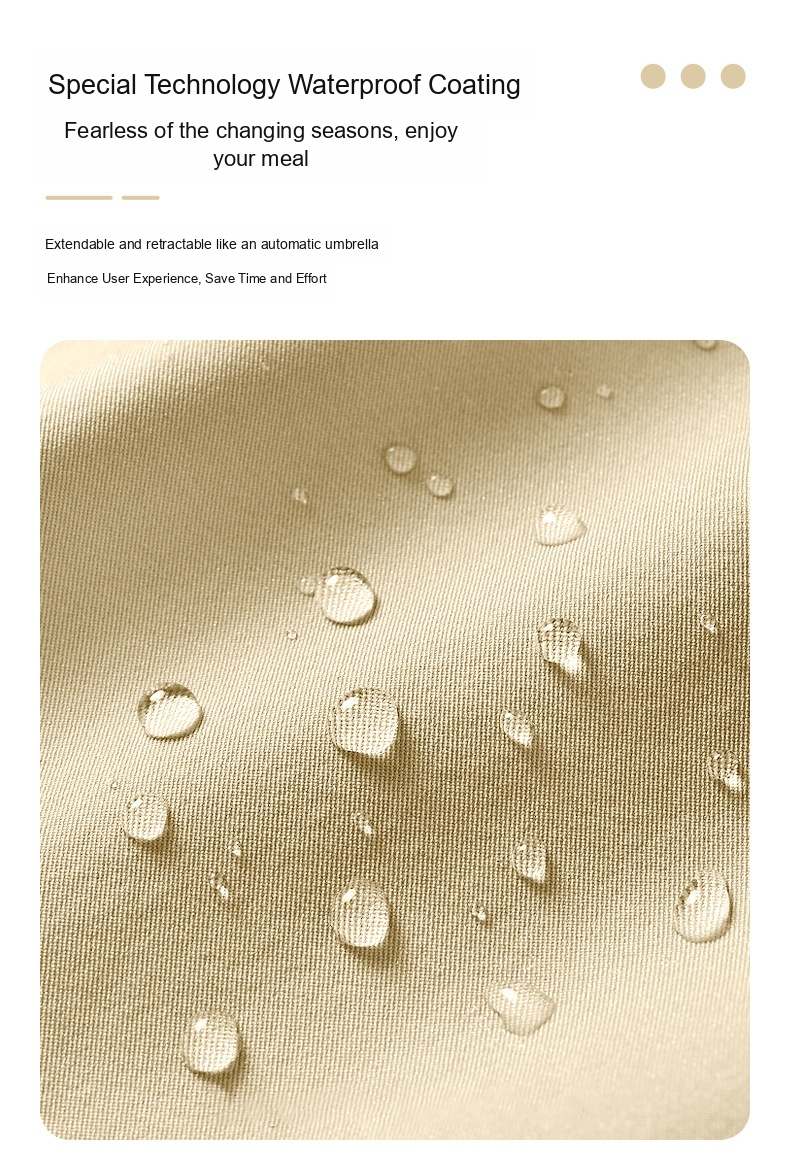 Special Technology Waterproof Coating
Fearless of the changing seasons, enjoy
your meal
Extendable and retractable like an automatic umbrella
Enhance User Experience, Save Time and Effort